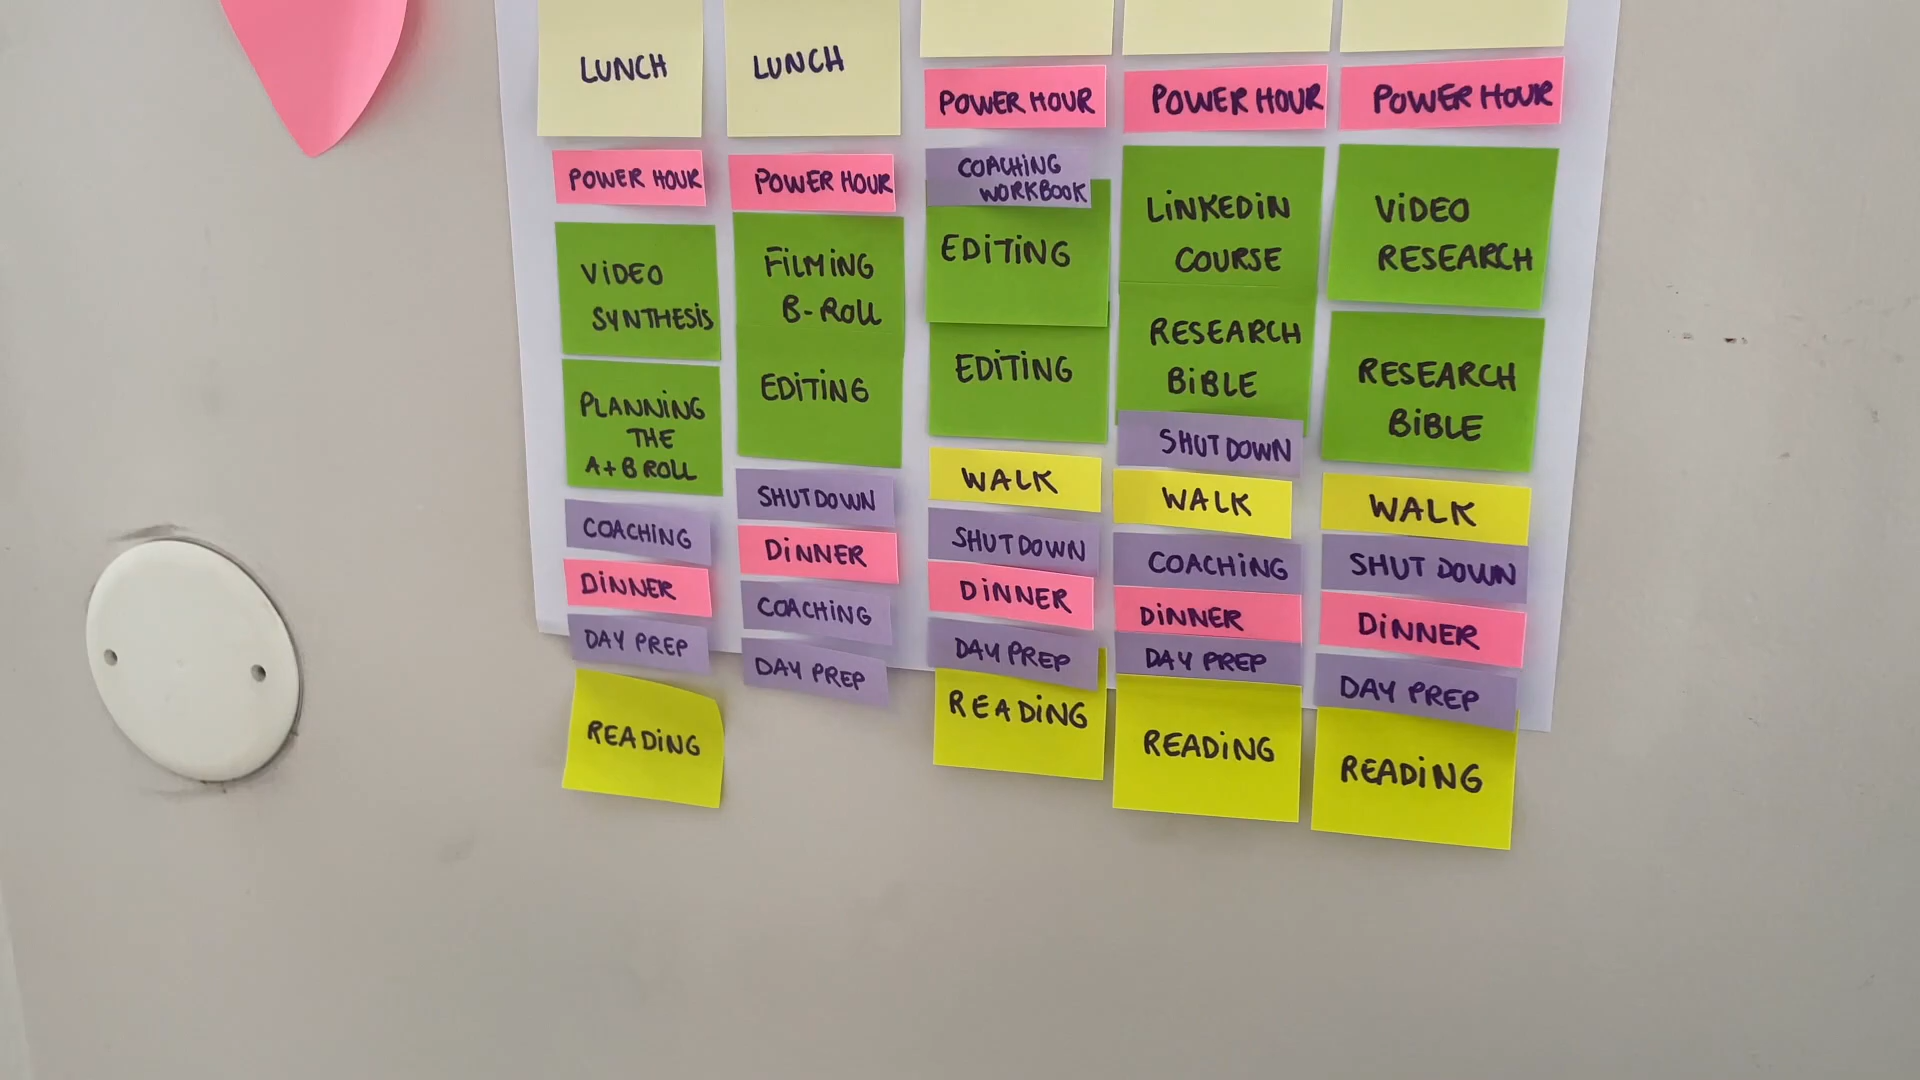 LUNCH
POWER HOUR
VIDEO
SYNTHESIS
PLANNING
THE
A+B ROLL
COACHING
DINNER
DAY PREP
READING
LUNCH
POWER HOUR
FILMING
B-ROLL
EDITING
SHUTDOWN
DINNER
COACHING
DAY PREP
POWER HOUR
COACHING
WORKBOOK
EDITING
EDITING
WALK
SHUTDOWN
DINNER
DAY PREP
READING
POWER HOUR
LINKEDIN
COURSE
RESEARCH
BIBLE
SHUTDOWN
WALK
COACHING
DINNER
DAY PREP
READING
POWER HOUR
VIDEO
RESEARCH
RESEARCH
BIBLE
WALK
SHUT DOWN
DINNER
DAY PREP
READING